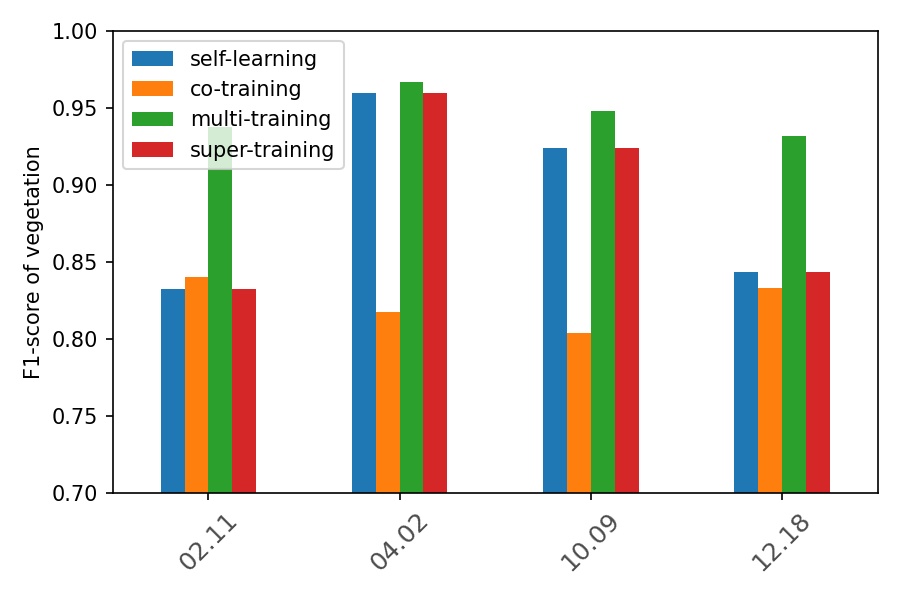 1.00
0.95
0.90
0.85
0.80
0.75
0.70
F1-score of vegetation
self-learning
co-training
multi-training
super-training
02.11
04.02
10.09
12.18